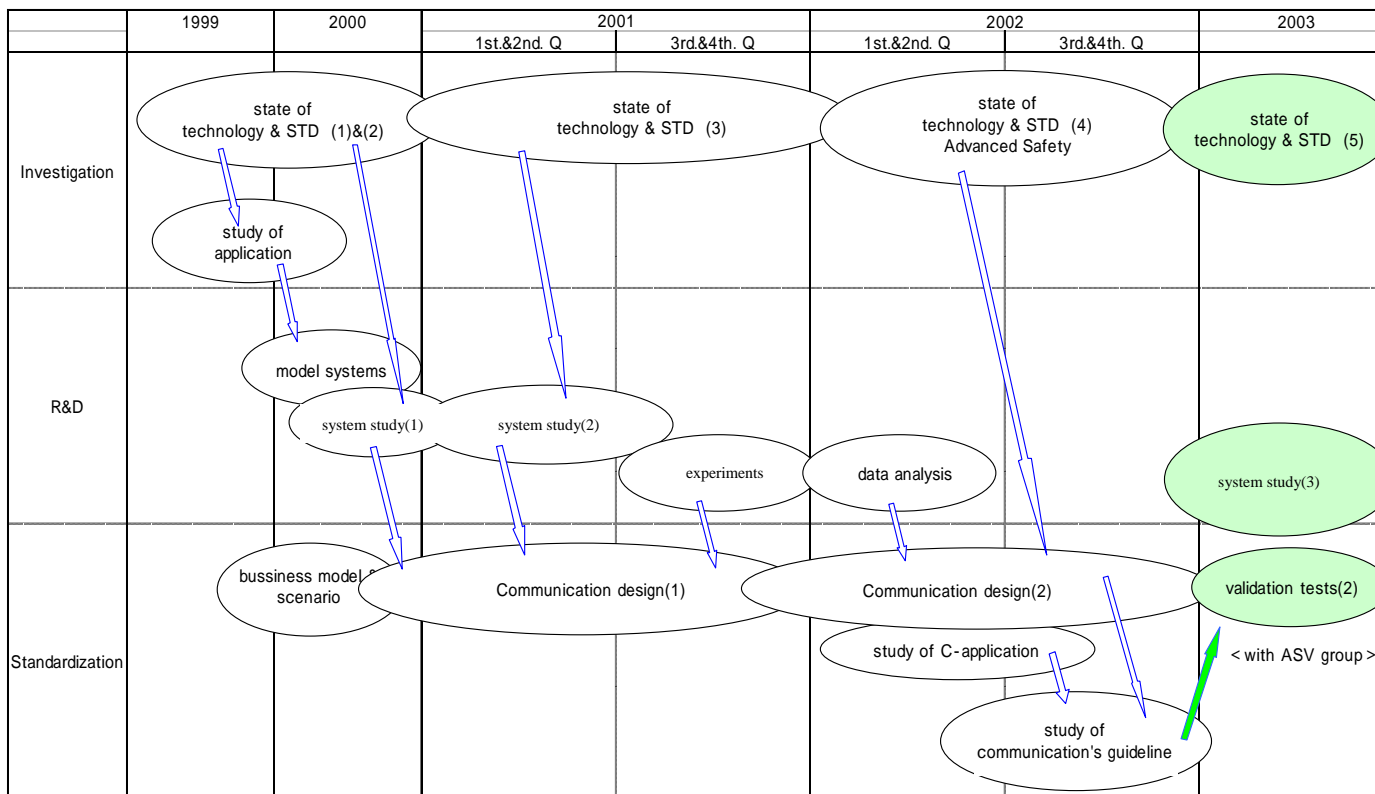 1999 2000 2001 2002 2003
1st.&2nd. Q 3rd.&4th. Q 1st.&2nd. Q 3rd.&4th. Q
Investigation
state of
technology & STD (1)&(2)
state of
technology & STD (3)
state of
technology & STD (4)
Advanced Safety
state of
technology & STD (5)
study of
application
R&D
model systems
system study(1)
system study(2)
experiments
data analysis
system study(3)
Standardization
bussiness model &
scenario
Communication design(1)
Communication design(2)
validation tests(2)
study of C-application
< with ASV group >
study of
communication's guideline